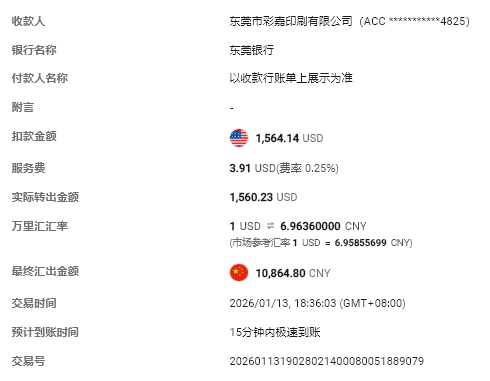 收款人 东莞市彩嘉印刷有限公司 (ACC ***********4825)
银行名称 东莞银行
付款人名称 以收款行账单上展示为准
附言 -
扣款金额 1,564.14 USD
服务费 3.91 USD(费率 0.25%)
实际转出金额 1,560.23 USD
万里汇汇率 1 USD ⇌ 6.96360000 CNY
(市场参考汇率 1 USD = 6.95855699 CNY)
最终汇出金额 10,864.80 CNY
交易时间 2026/01/13, 18:36:03 (GMT+08:00)
预计到账时间 15分钟内极速到账
交易号 20260113190280214000800518​89079